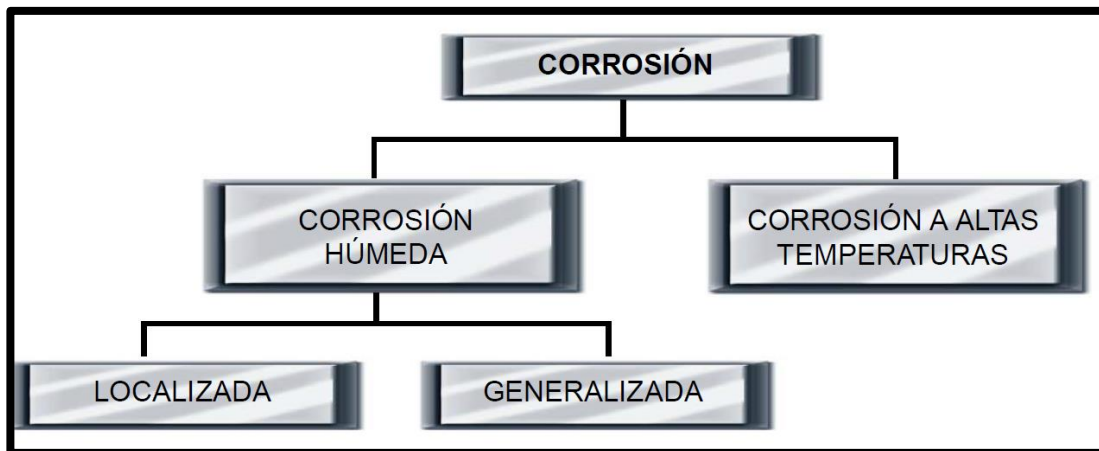 CORROSIÓN
CORROSIÓN
HÚMEDA
CORROSIÓN A ALTAS
TEMPERATURAS
LOCALIZADA
GENERALIZADA